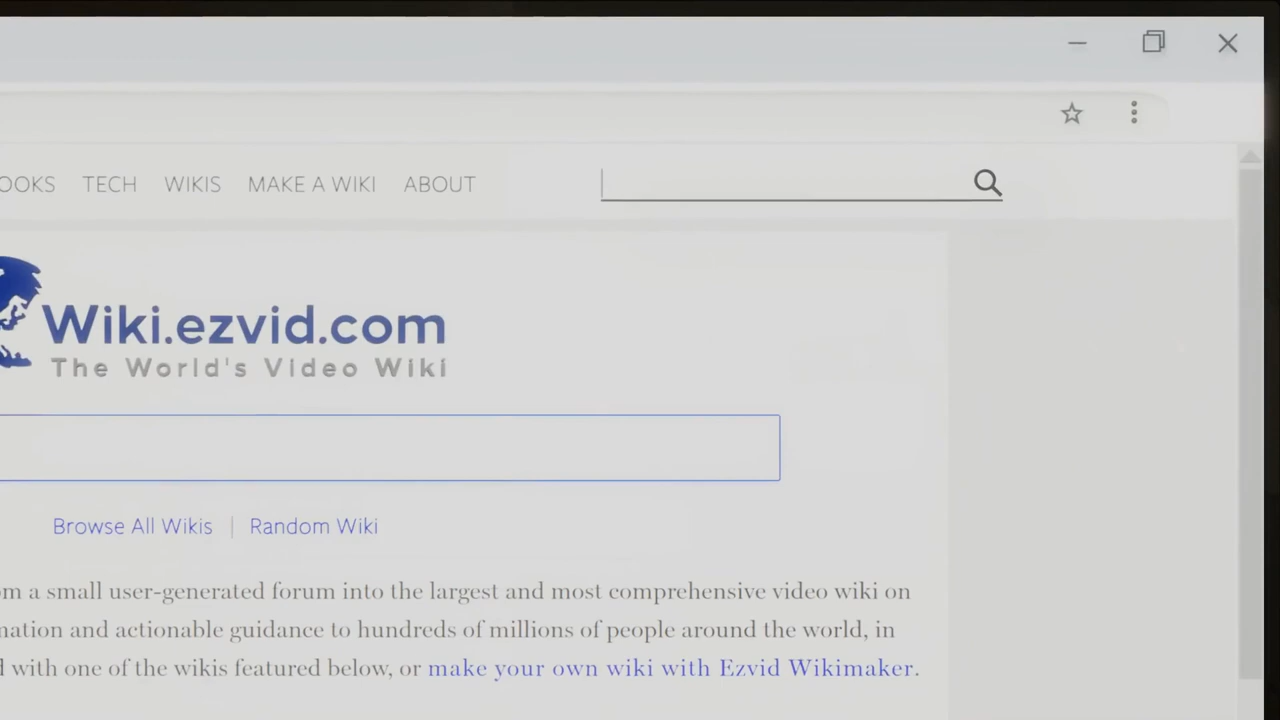 OOKS TECH WIKIS MAKE A WIKI ABOUT
Wiki.ezvid.com
The World's Video Wiki
Browse All Wikis | Random Wiki
om a small user-generated forum into the largest and most comprehensive video wiki on
mation and actionable guidance to hundreds of millions of people around the world, in
d with one of the wikis featured below, or make your own wiki with Ezvid Wikimaker.